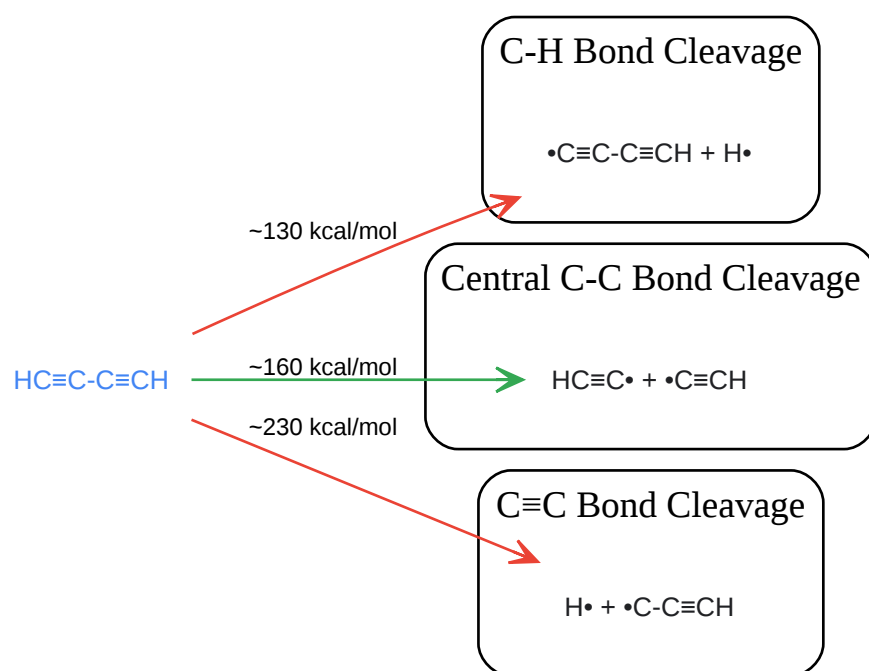 C-H Bond Cleavage
•C≡C-C≡CH + H•
~130 kcal/mol
Central C-C Bond Cleavage
HC≡C-C≡CH
~160 kcal/mol
HC≡C• + •C≡CH
~230 kcal/mol
C≡C Bond Cleavage
H• + •C-C≡CH